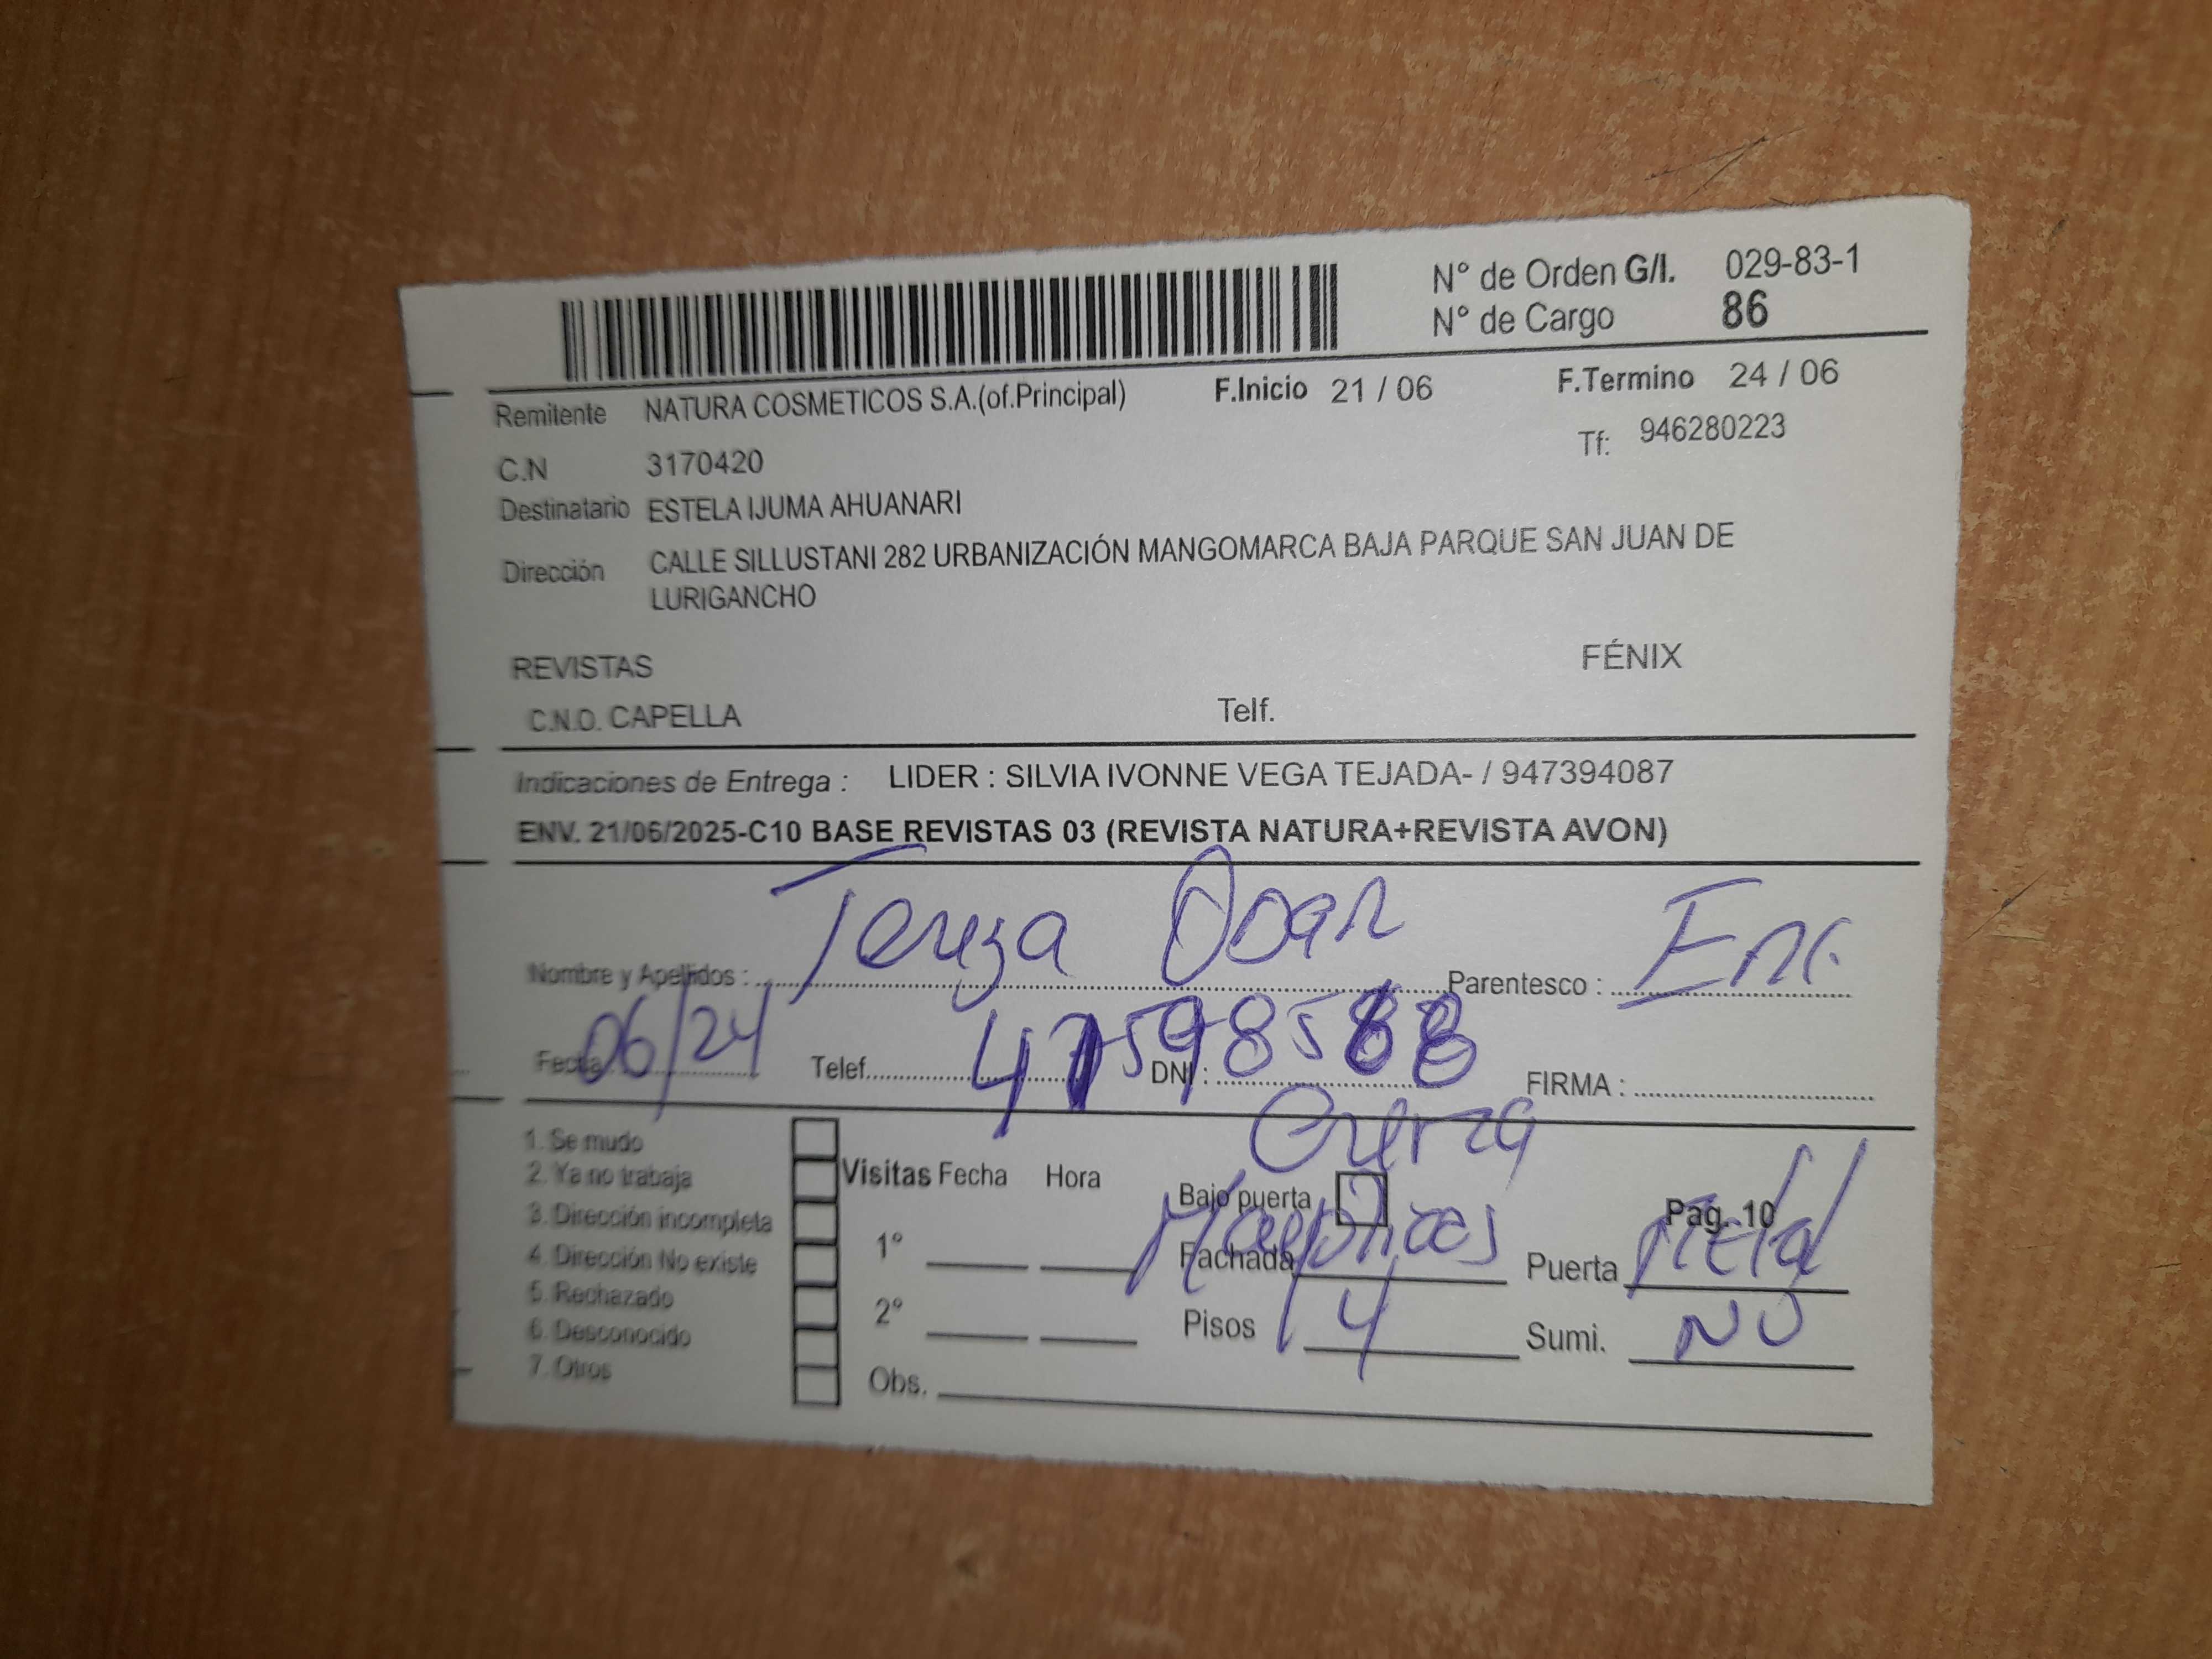 N° de Orden G/I. 029-83-1
N° de Cargo 86
Remitente NATURA COSMETICOS S.A.(of.Principal) F.Inicio 21 / 06 F.Termino 24 / 06
C.N 3170420 Tf: 946280223
Destinatario ESTELA IJUMA AHUANARI
Dirección CALLE SILLUSTANI 282 URBANIZACIÓN MANGOMARCA BAJA PARQUE SAN JUAN DE
LURIGANCHO
REVISTAS FÉNIX
C.N.O. CAPELLA Telf.
Indicaciones de Entrega : LIDER : SILVIA IVONNE VEGA TEJADA- / 947394087
ENV. 21/06/2025-C10 BASE REVISTAS 03 (REVISTA NATURA+REVISTA AVON)
Nombre y Apellidos : Tereza Parentesco : Enc.
Fecha 06/24 Telef. DNI : FIRMA :
1. Se mudo
2. Ya no trabaja Visitas Fecha Hora Bajo puerta Pag. 10
3. Dirección incompleta
4. Dirección No existe 1° Fachada Mayolicas Puerta Metal
5. Rechazado
6. Desconocido 2° Pisos 4 Sumi. NO
7. Otros Obs.